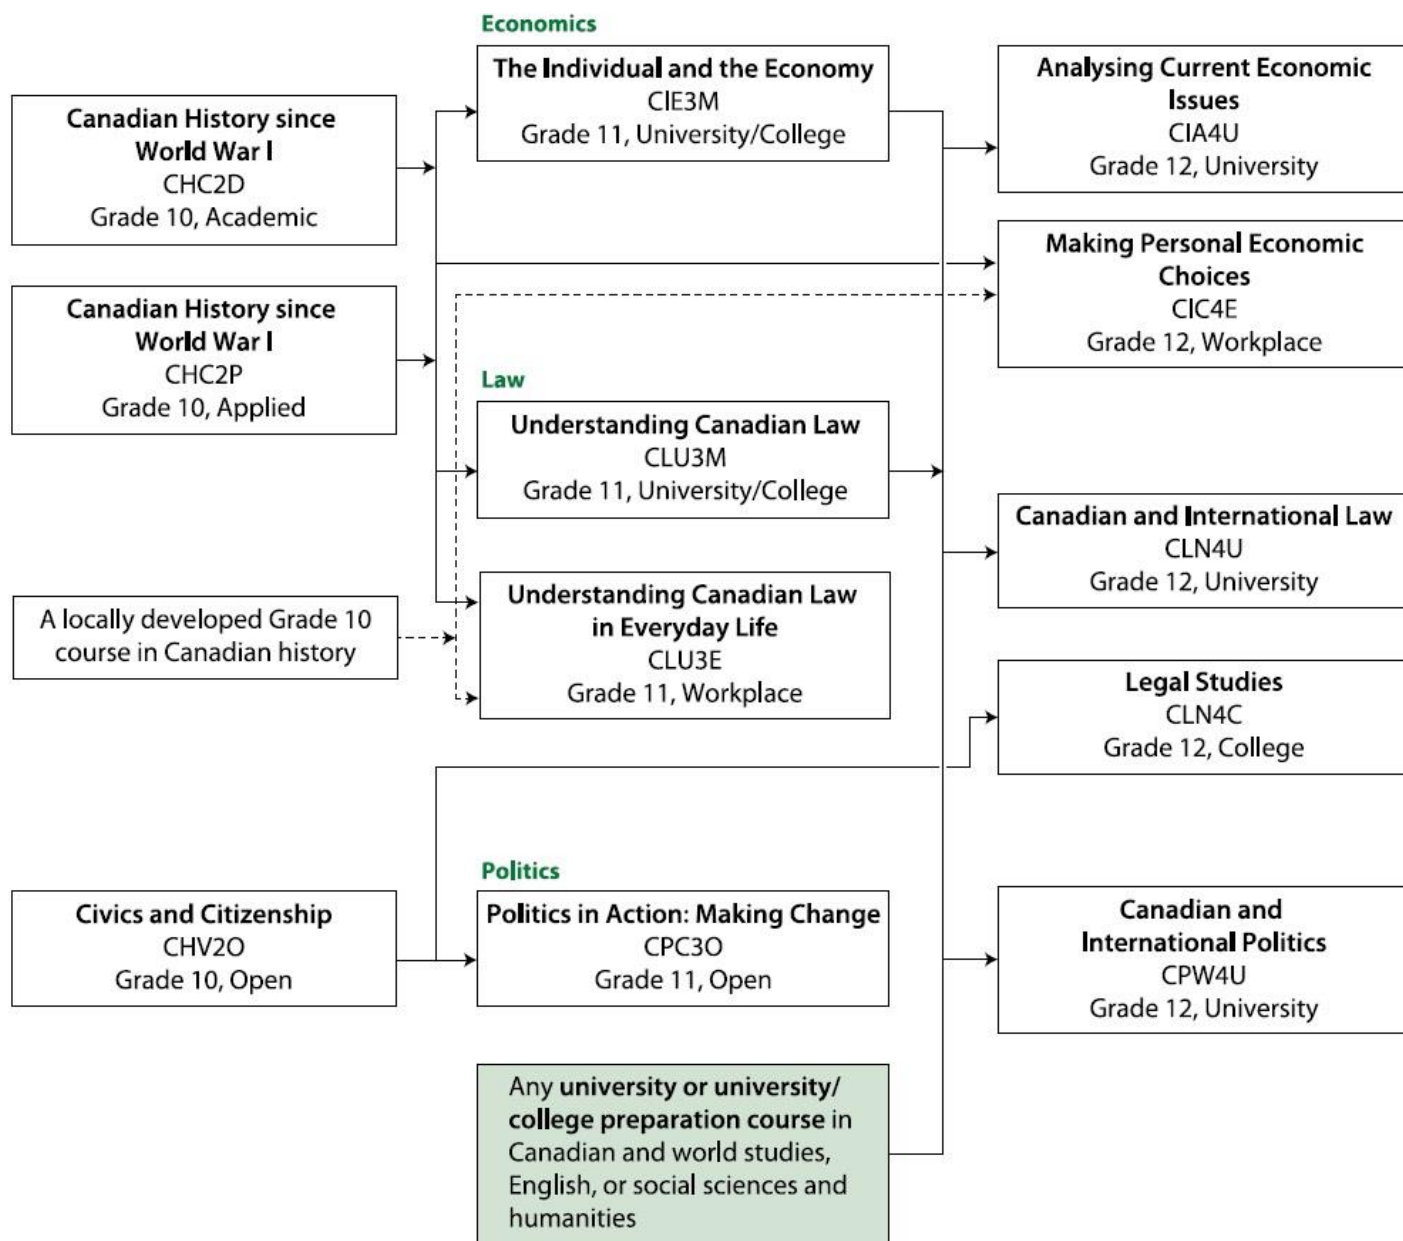 Economics
The Individual and the Economy
CIE3M
Grade 11, University/College
Analysing Current Economic
Issues
CIA4U
Grade 12, University
Canadian History since
World War I
CHC2D
Grade 10, Academic
Making Personal Economic
Choices
CIC4E
Grade 12, Workplace
Canadian History since
World War I
CHC2P
Grade 10, Applied
Law
Understanding Canadian Law
CLU3M
Grade 11, University/College
Canadian and International Law
CLN4U
Grade 12, University
A locally developed Grade 10
course in Canadian history
Understanding Canadian Law
in Everyday Life
CLU3E
Grade 11, Workplace
Legal Studies
CLN4C
Grade 12, College
Politics
Civics and Citizenship
CHV2O
Grade 10, Open
Politics in Action: Making Change
CPC3O
Grade 11, Open
Canadian and
International Politics
CPW4U
Grade 12, University
Any university or university/
college preparation course in
Canadian and world studies,
English, or social sciences and
humanities